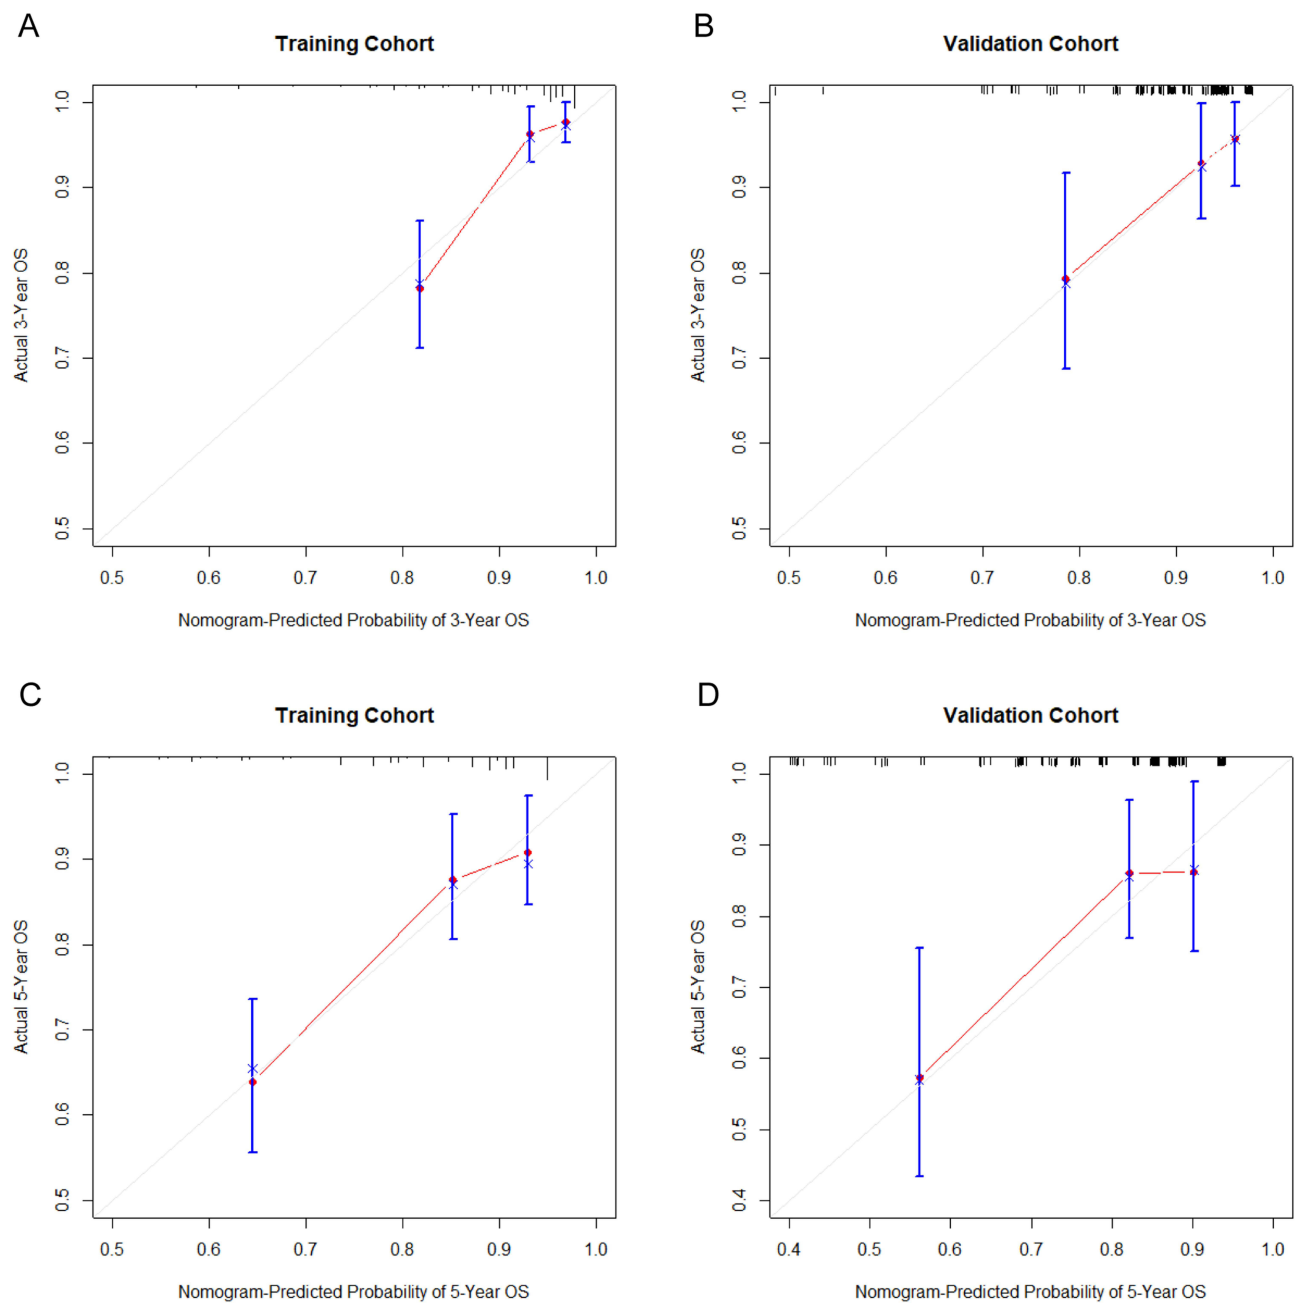 A
Training Cohort
Actual 3-Year OS
1.0
0.9
0.8
0.7
0.6
0.5
0.5 0.6 0.7 0.8 0.9 1.0
Nomogram-Predicted Probability of 3-Year OS
B
Validation Cohort
Actual 3-Year OS
1.0
0.9
0.8
0.7
0.6
0.5
0.5 0.6 0.7 0.8 0.9 1.0
Nomogram-Predicted Probability of 3-Year OS
C
Training Cohort
Actual 5-Year OS
1.0
0.9
0.8
0.7
0.6
0.5
0.5 0.6 0.7 0.8 0.9 1.0
Nomogram-Predicted Probability of 5-Year OS
D
Validation Cohort
Actual 5-Year OS
1.0
0.9
0.8
0.7
0.6
0.5
0.4
0.4 0.5 0.6 0.7 0.8 0.9 1.0
Nomogram-Predicted Probability of 5-Year OS